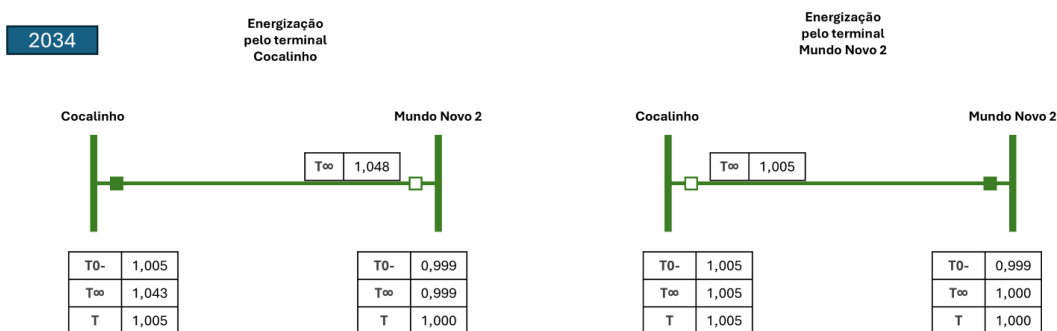 2034
Energização
pelo terminal
Cocalinho
Energização
pelo terminal
Mundo Novo 2
Cocalinho
Mundo Novo 2
T∞ 1,048
T0- 1,005
T∞ 1,043
T 1,005
T0- 0,999
T∞ 0,999
T 1,000
Cocalinho
Mundo Novo 2
T∞ 1,005
T0- 1,005
T∞ 1,005
T 1,005
T0- 0,999
T∞ 1,000
T 1,000